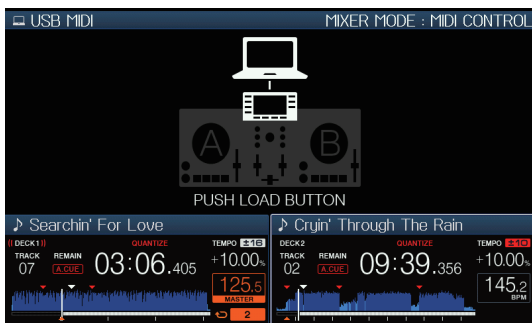 USB MIDI
MIXER MODE : MIDI CONTROL
A
B
PUSH LOAD BUTTON
Searchin' For Love
DECK1
QUANTIZE
TEMPO ±16
TRACK
07
REMAIN
A.CUE
03:06.405
+10.00%
125.5
MASTER
2
Cryin' Through The Rain
DECK2
QUANTIZE
TEMPO ±10
TRACK
02
REMAIN
A.CUE
09:39.356
+10.00%
145.2
BPM